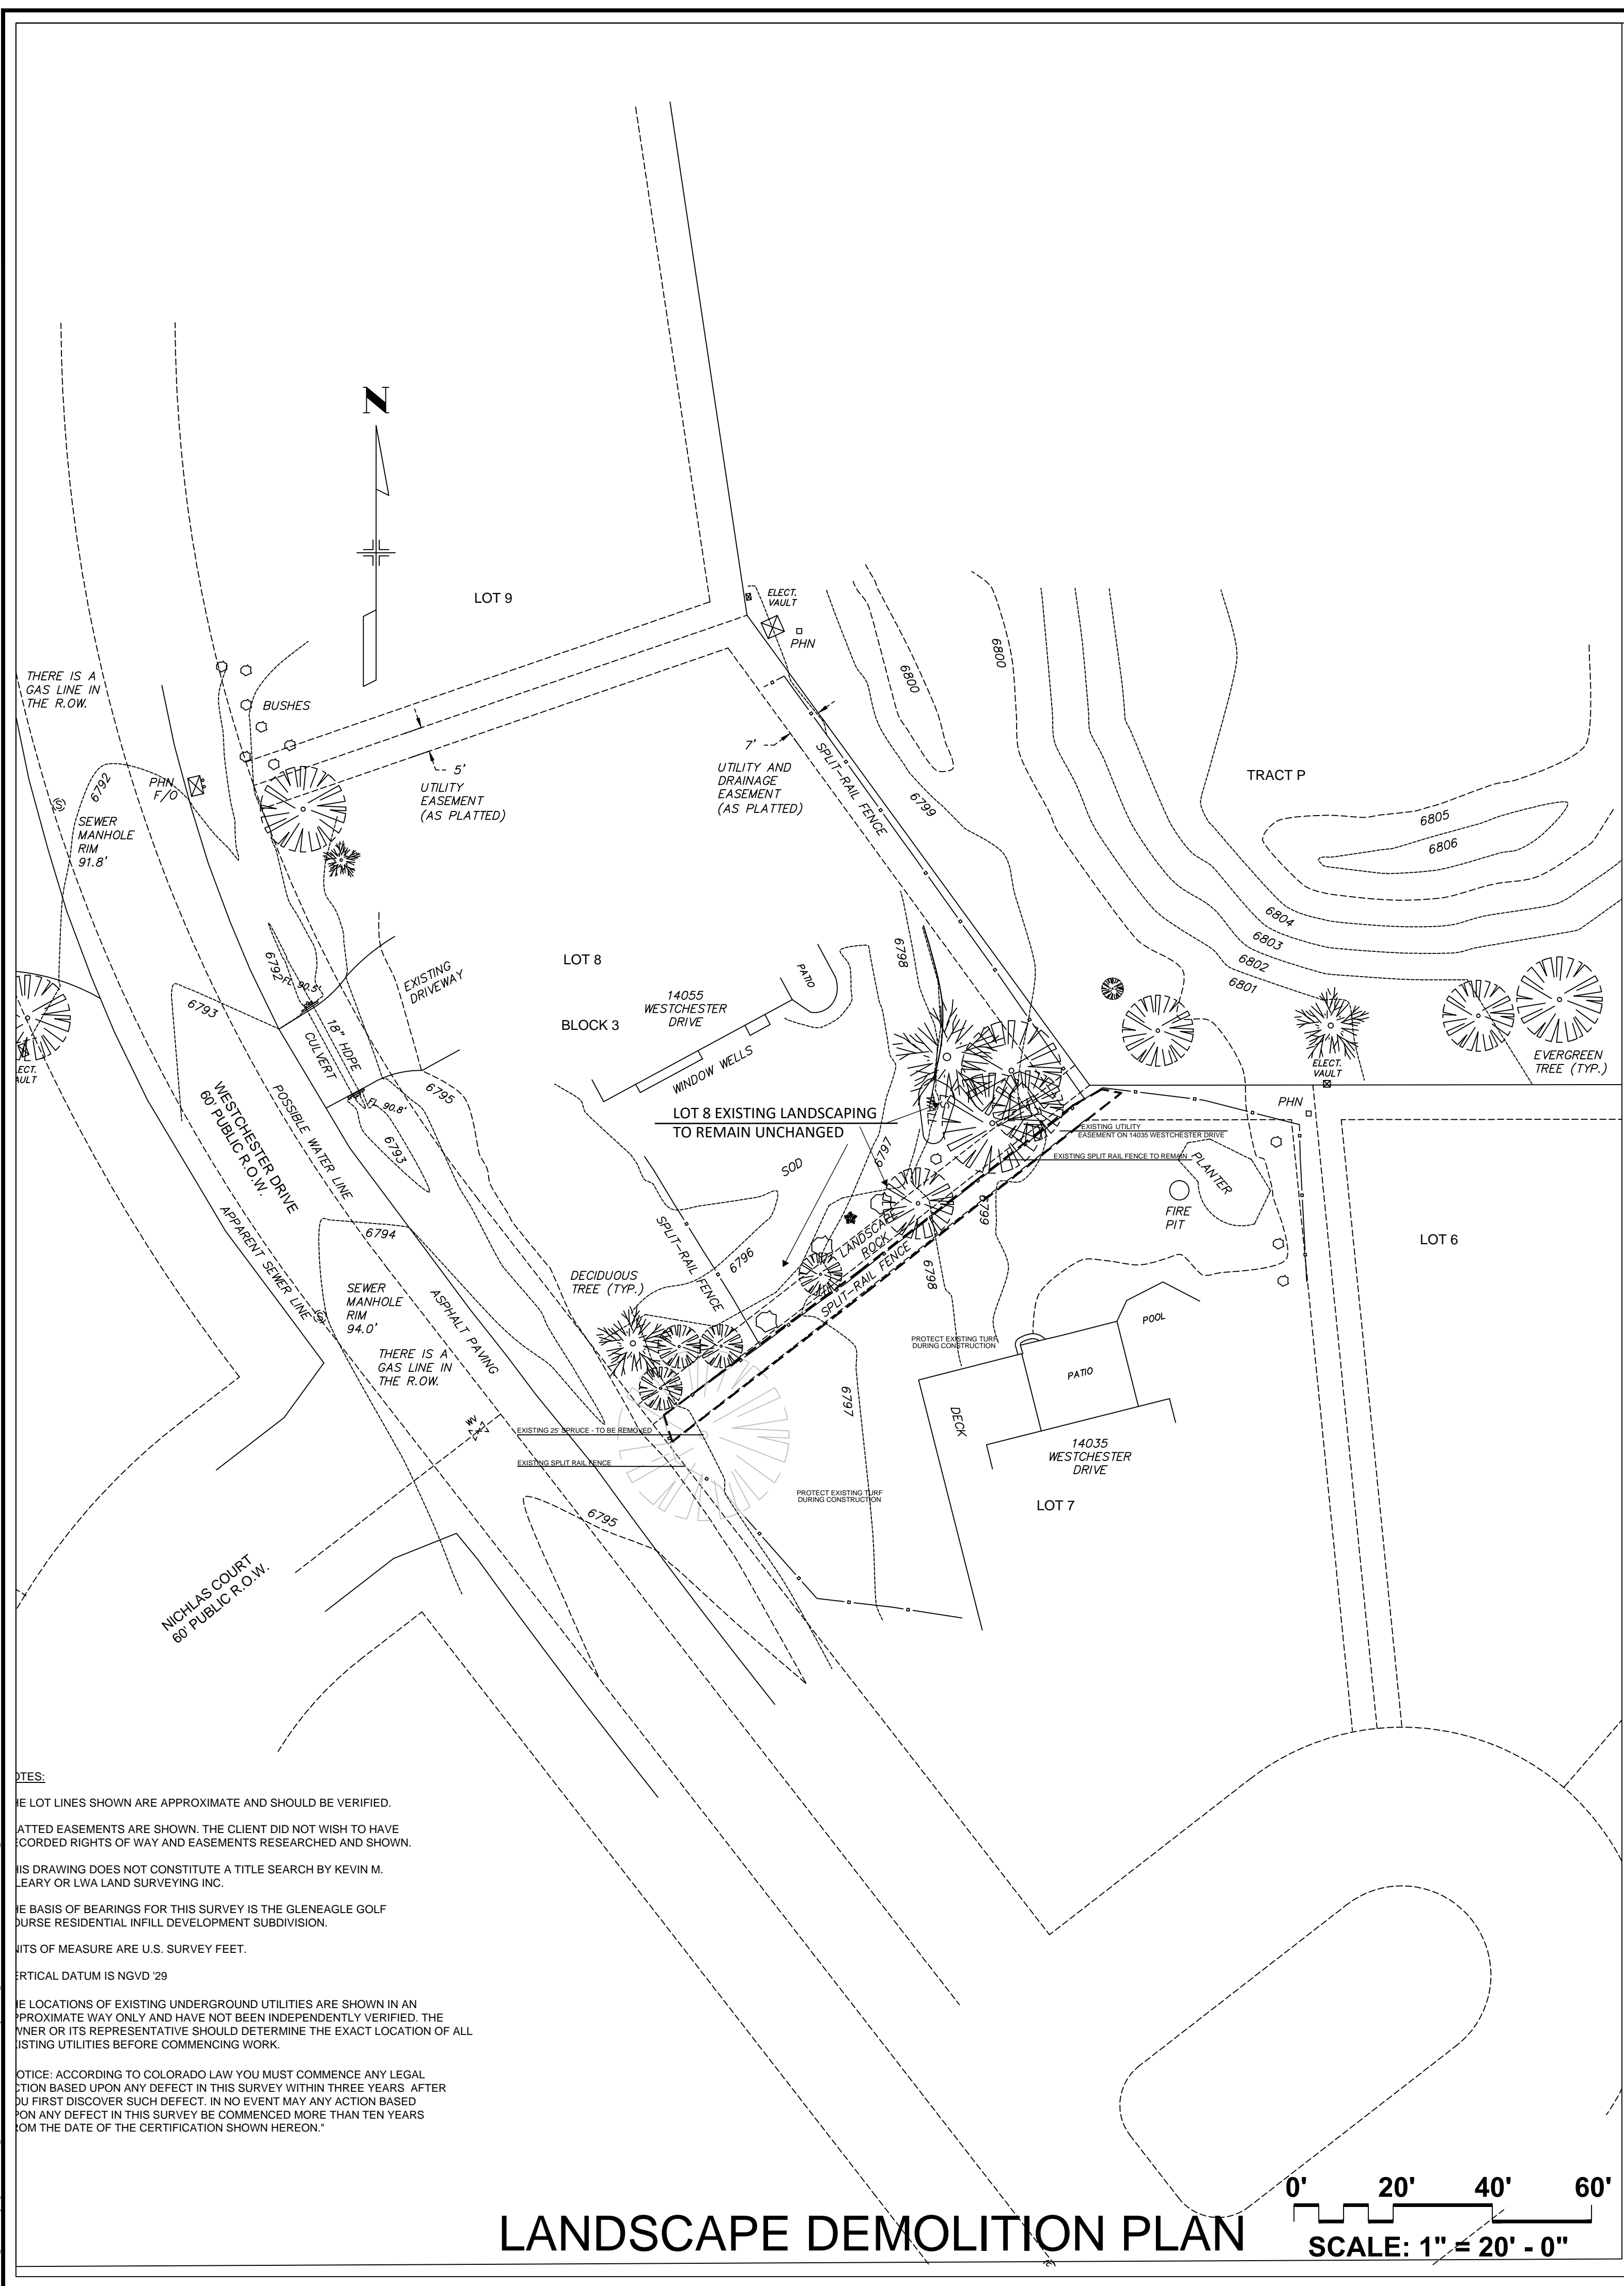 N
LOT 9
ELECT.
VAULT
PHN
THERE IS A
GAS LINE IN
THE R.OW.
BUSHES
6800
6800
5'
UTILITY
EASEMENT
(AS PLATTED)
7'
UTILITY AND
DRAINAGE
EASEMENT
(AS PLATTED)
SPLIT-RAIL FENCE
6799
TRACT P
6805
6806
6804
6803
6802
6801
6792
PHN
F/O
SEWER
MANHOLE
RIM
91.8'
6793
6792
FL 90.5'
18" HDPE
CULVERT
FL 90.8'
EXISTING
DRIVEWAY
6795
6793
LOT 8
BLOCK 3
14055
WESTCHESTER
DRIVE
PATIO
WINDOW WELLS
6798
WALL
ECT.
AULT
ELECT.
VAULT
EVERGREEN
TREE (TYP.)
PHN
WESTCHESTER DRIVE
60' PUBLIC R.O.W.
POSSIBLE WATER LINE
APPARENT SEWER LINE
LOT 8 EXISTING LANDSCAPING
TO REMAIN UNCHANGED
EXISTING UTILITY
EASEMENT ON 14035 WESTCHESTER DRIVE
EXISTING SPLIT RAIL FENCE TO REMAIN
PLANTER
FIRE
PIT
LOT 6
SOD
6797
6799
6798
LANDSCAPE
ROCK
SPLIT-RAIL FENCE
SPLIT-RAIL FENCE
6796
6794
SEWER
MANHOLE
RIM
94.0'
ASPHALT PAVING
DECIDUOUS
TREE (TYP.)
THERE IS A
GAS LINE IN
THE R.OW.
WV
PROTECT EXISTING TURF
DURING CONSTRUCTION
POOL
PATIO
DECK
6797
14035
WESTCHESTER
DRIVE
LOT 7
EXISTING 25' SPRUCE - TO BE REMOVED
EXISTING SPLIT RAIL FENCE
PROTECT EXISTING TURF
DURING CONSTRUCTION
6795
NICHLAS COURT
60' PUBLIC R.O.W.
OTES:
HE LOT LINES SHOWN ARE APPROXIMATE AND SHOULD BE VERIFIED.
ATTED EASEMENTS ARE SHOWN. THE CLIENT DID NOT WISH TO HAVE
ECORDED RIGHTS OF WAY AND EASEMENTS RESEARCHED AND SHOWN.
HIS DRAWING DOES NOT CONSTITUTE A TITLE SEARCH BY KEVIN M.
LEARY OR LWA LAND SURVEYING INC.
HE BASIS OF BEARINGS FOR THIS SURVEY IS THE GLENEAGLE GOLF
OURSE RESIDENTIAL INFILL DEVELOPMENT SUBDIVISION.
NITS OF MEASURE ARE U.S. SURVEY FEET.
ERTICAL DATUM IS NGVD '29
HE LOCATIONS OF EXISTING UNDERGROUND UTILITIES ARE SHOWN IN AN
PPROXIMATE WAY ONLY AND HAVE NOT BEEN INDEPENDENTLY VERIFIED. THE
WNER OR ITS REPRESENTATIVE SHOULD DETERMINE THE EXACT LOCATION OF ALL
XISTING UTILITIES BEFORE COMMENCING WORK.
OTICE: ACCORDING TO COLORADO LAW YOU MUST COMMENCE ANY LEGAL
CTION BASED UPON ANY DEFECT IN THIS SURVEY WITHIN THREE YEARS AFTER
OU FIRST DISCOVER SUCH DEFECT. IN NO EVENT MAY ANY ACTION BASED
PON ANY DEFECT IN THIS SURVEY BE COMMENCED MORE THAN TEN YEARS
ROM THE DATE OF THE CERTIFICATION SHOWN HEREON."
LANDSCAPE DEMOLITION PLAN
0' 20' 40' 60'
SCALE: 1" = 20' - 0"